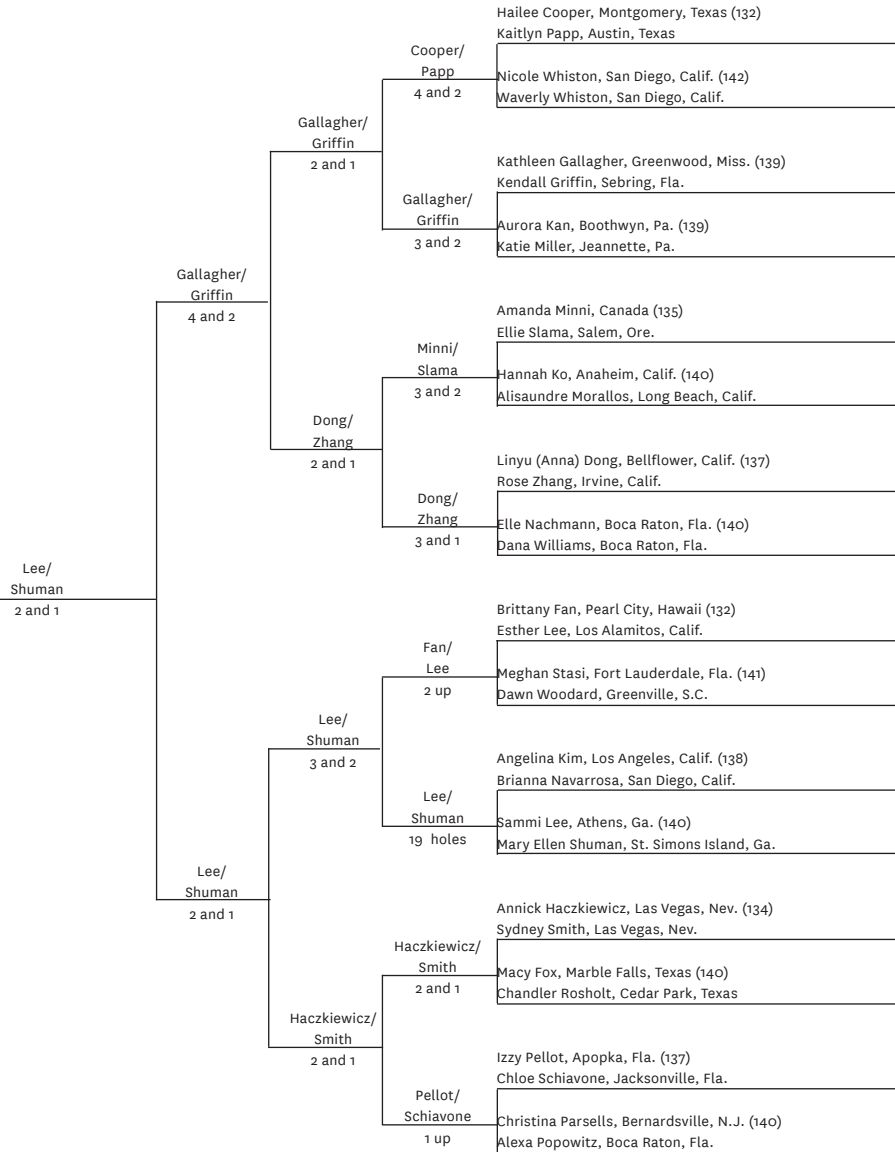 Hailee Cooper, Montgomery, Texas (132)
Kaitlyn Papp, Austin, Texas
Cooper/
Papp
4 and 2
Nicole Whiston, San Diego, Calif. (142)
Waverly Whiston, San Diego, Calif.
Gallagher/
Griffin
2 and 1
Kathleen Gallagher, Greenwood, Miss. (139)
Kendall Griffin, Sebring, Fla.
Gallagher/
Griffin
3 and 2
Aurora Kan, Boothwyn, Pa. (139)
Katie Miller, Jeannette, Pa.
Gallagher/
Griffin
4 and 2
Amanda Minni, Canada (135)
Ellie Slama, Salem, Ore.
Minni/
Slama
3 and 2
Hannah Ko, Anaheim, Calif. (140)
Alisaundre Morallos, Long Beach, Calif.
Dong/
Zhang
2 and 1
Linyu (Anna) Dong, Bellflower, Calif. (137)
Rose Zhang, Irvine, Calif.
Dong/
Zhang
3 and 1
Elle Nachmann, Boca Raton, Fla. (140)
Dana Williams, Boca Raton, Fla.
Lee/
Shuman
2 and 1
Brittany Fan, Pearl City, Hawaii (132)
Esther Lee, Los Alamitos, Calif.
Fan/
Lee
2 up
Meghan Stasi, Fort Lauderdale, Fla. (141)
Dawn Woodard, Greenville, S.C.
Lee/
Shuman
3 and 2
Angelina Kim, Los Angeles, Calif. (138)
Brianna Navarrosa, San Diego, Calif.
Lee/
Shuman
19 holes
Sammi Lee, Athens, Ga. (140)
Mary Ellen Shuman, St. Simons Island, Ga.
Lee/
Shuman
2 and 1
Annick Haczkiewicz, Las Vegas, Nev. (134)
Sydney Smith, Las Vegas, Nev.
Haczkiewicz/
Smith
2 and 1
Macy Fox, Marble Falls, Texas (140)
Chandler Rosholt, Cedar Park, Texas
Haczkiewicz/
Smith
2 and 1
Izzy Pellot, Apopka, Fla. (137)
Chloe Schiavone, Jacksonville, Fla.
Pellot/
Schiavone
1 up
Christina Parsells, Bernardsville, N.J. (140)
Alexa Popowitz, Boca Raton, Fla.